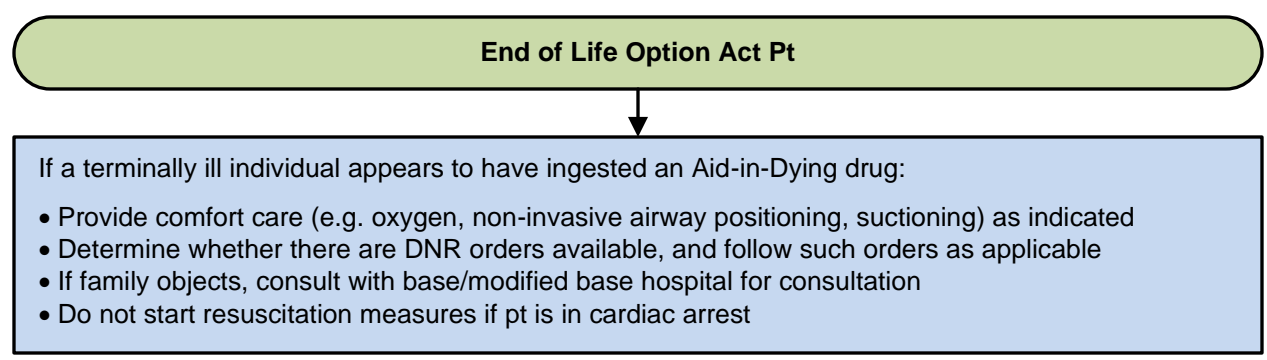 End of Life Option Act Pt
If a terminally ill individual appears to have ingested an Aid-in-Dying drug:
• Provide comfort care (e.g. oxygen, non-invasive airway positioning, suctioning) as indicated
• Determine whether there are DNR orders available, and follow such orders as applicable
• If family objects, consult with base/modified base hospital for consultation
• Do not start resuscitation measures if pt is in cardiac arrest